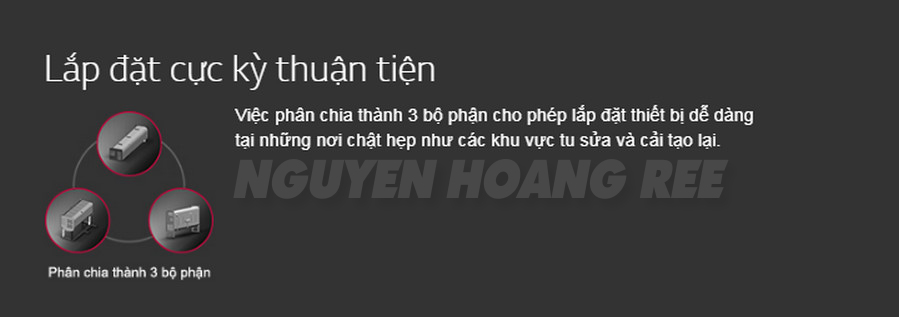 Lắp đặt cực kỳ thuận tiện
Việc phân chia thành 3 bộ phận cho phép lắp đặt thiết bị dễ dàng
tại những nơi chật hẹp như các khu vực tu sửa và cải tạo lại.
NGUYEN HOANG REE
Phân chia thành 3 bộ phận